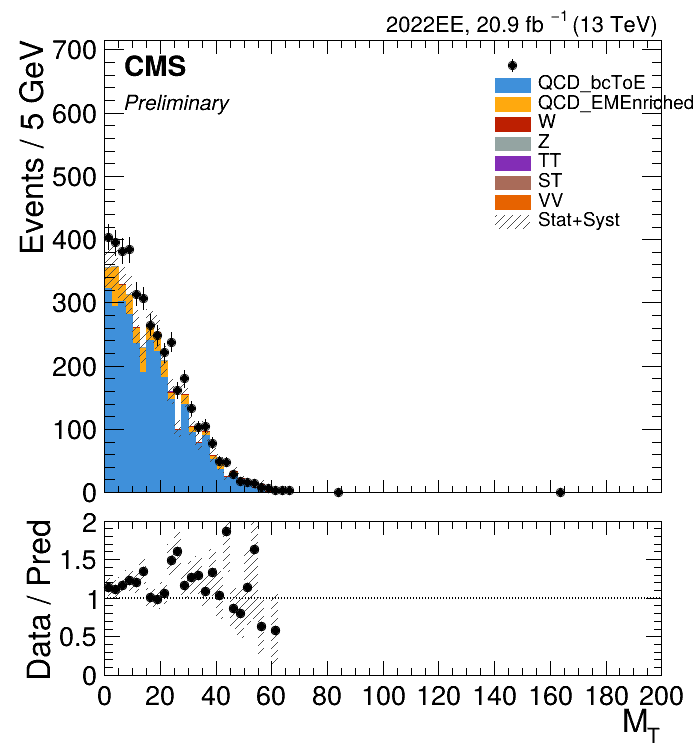 2022EE, 20.9 fb⁻¹ (13 TeV)
CMS
Preliminary
Events / 5 GeV
700
600
500
400
300
200
100
0
QCD_bcToE
QCD_EMEnriched
W
Z
TT
ST
VV
Stat+Syst
Data / Pred
2
1.5
1
0.5
0
0 20 40 60 80 100 120 140 160 180 200
M_T